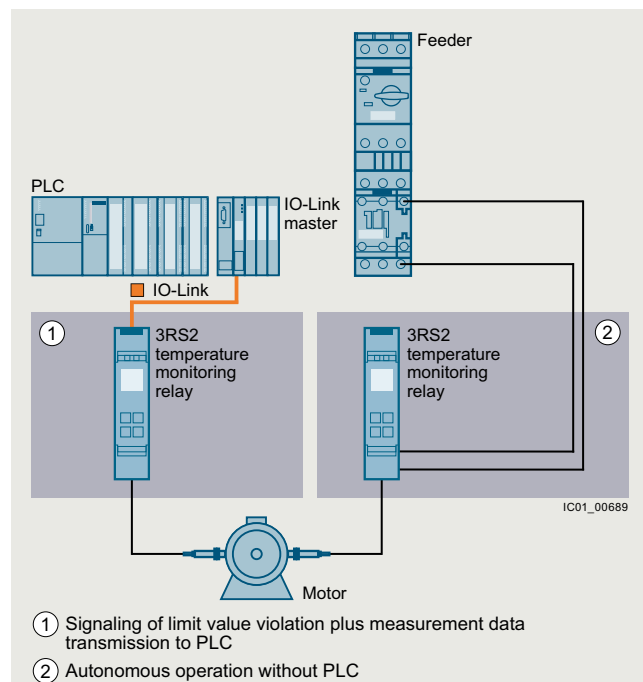 Feeder
PLC
IO-Link
master
IO-Link
1
3RS2
temperature
monitoring
relay
3RS2
temperature
monitoring
relay
2
IC01_00689
Motor
1 Signaling of limit value violation plus measurement data
transmission to PLC
2 Autonomous operation without PLC